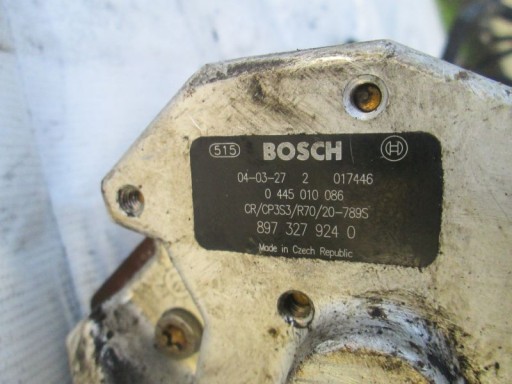 515 BOSCH
04-03-27 2 017446
0 445 010 086
CR/CP3S3/R70/20-789S
897 327 924 0
Made in Czech Republic